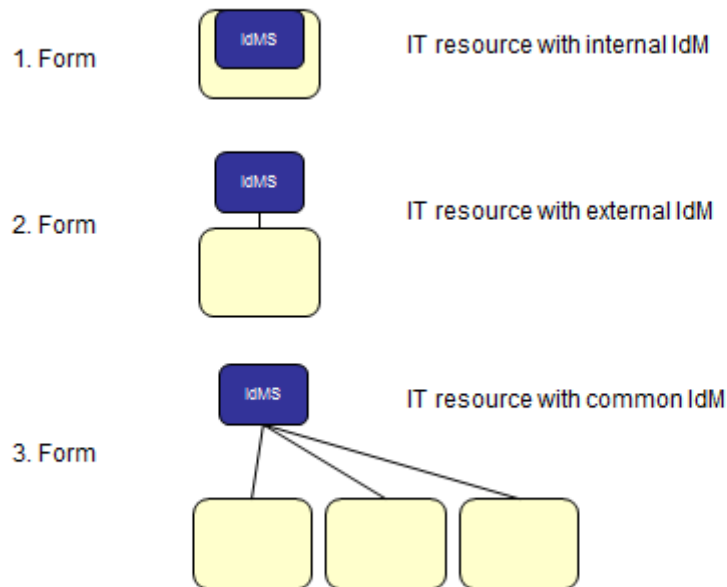 IdMS
1. Form
IT resource with internal IdM
IdMS
2. Form
IT resource with external IdM
IdMS
IT resource with common IdM
3. Form